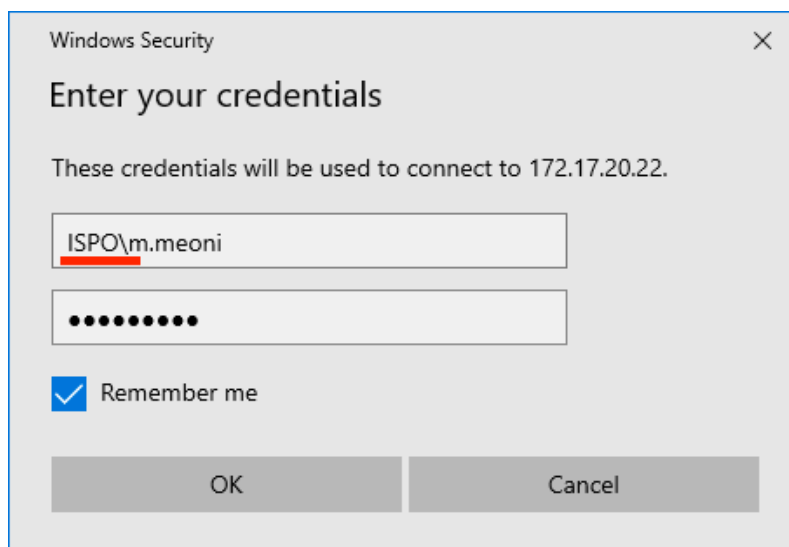 Windows Security
Enter your credentials
These credentials will be used to connect to 172.17.20.22.
ISPO\m.meoni
●●●●●●●●●
Remember me
OK
Cancel